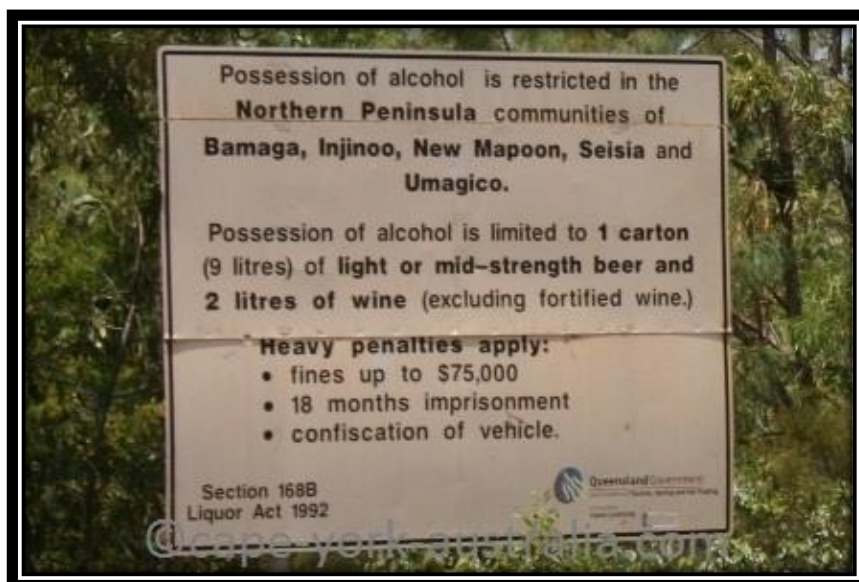 Possession of alcohol is restricted in the
Northern Peninsula communities of
Bamaga, Injinoo, New Mapoon, Seisia and
Umagico.
Possession of alcohol is limited to 1 carton
(9 litres) of light or mid-strength beer and
2 litres of wine (excluding fortified wine.)
Heavy penalties apply:
• fines up to $75,000
• 18 months imprisonment
• confiscation of vehicle.
Section 168B
Liquor Act 1992
Queensland Government
©cape-york-australia.com